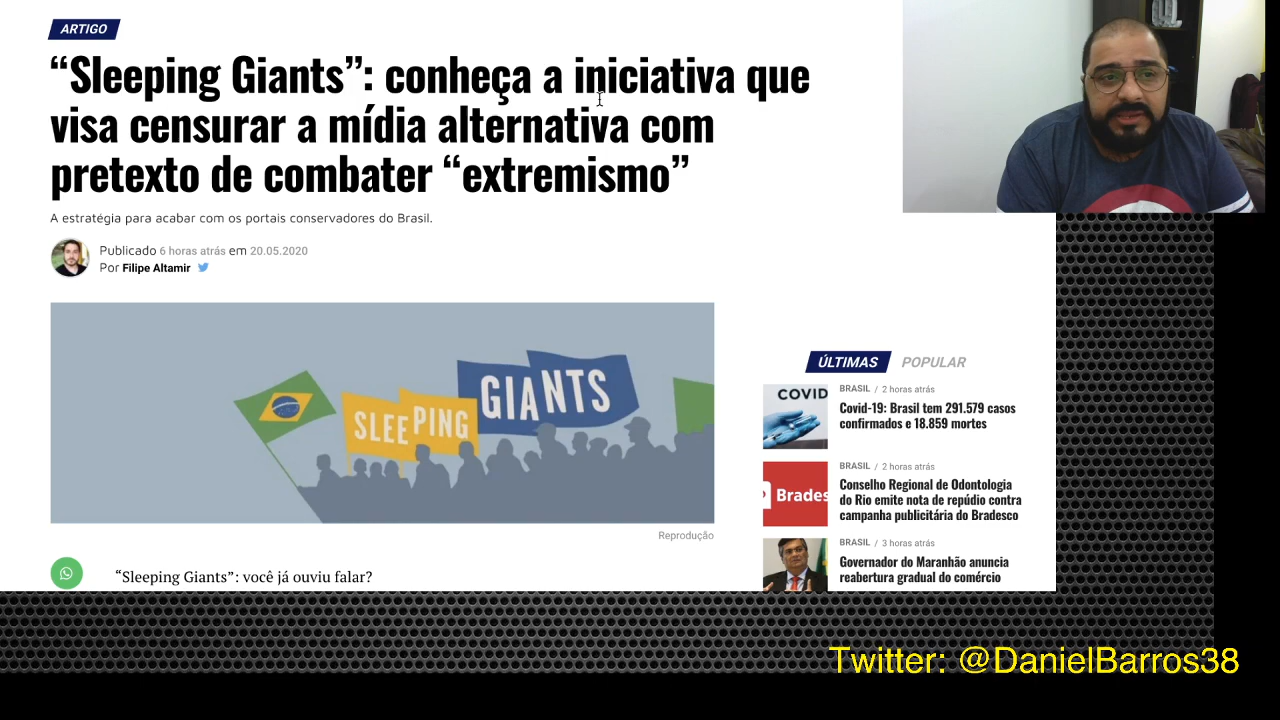 ARTIGO
“Sleeping Giants”: conheça a iniciativa que
visa censurar a mídia alternativa com
pretexto de combater “extremismo”
A estratégia para acabar com os portais conservadores do Brasil.
Publicado 6 horas atrás em 20.05.2020
Por Filipe Altamir
SLEEPING
GIANTS
Reprodução
“Sleeping Giants”: você já ouviu falar?
ÚLTIMAS POPULAR
COVID
BRASIL / 2 horas atrás
Covid-19: Brasil tem 291.579 casos
confirmados e 18.859 mortes
Brades
BRASIL / 2 horas atrás
Conselho Regional de Odontologia
do Rio emite nota de repúdio contra
campanha publicitária do Bradesco
BRASIL / 3 horas atrás
Governador do Maranhão anuncia
reabertura gradual do comércio
Twitter: @DanielBarros38